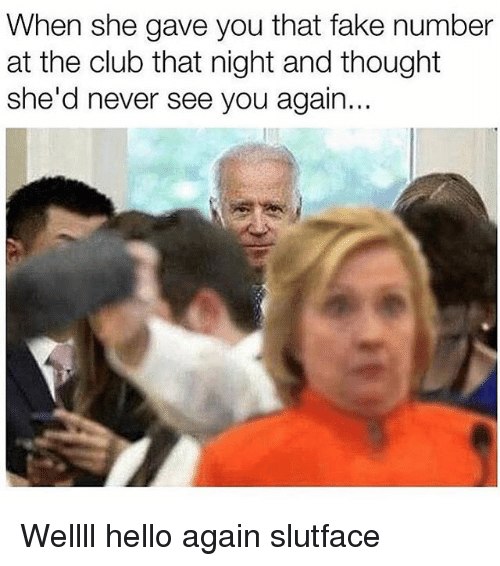 When she gave you that fake number
at the club that night and thought
she'd never see you again...
Wellll hello again slutface